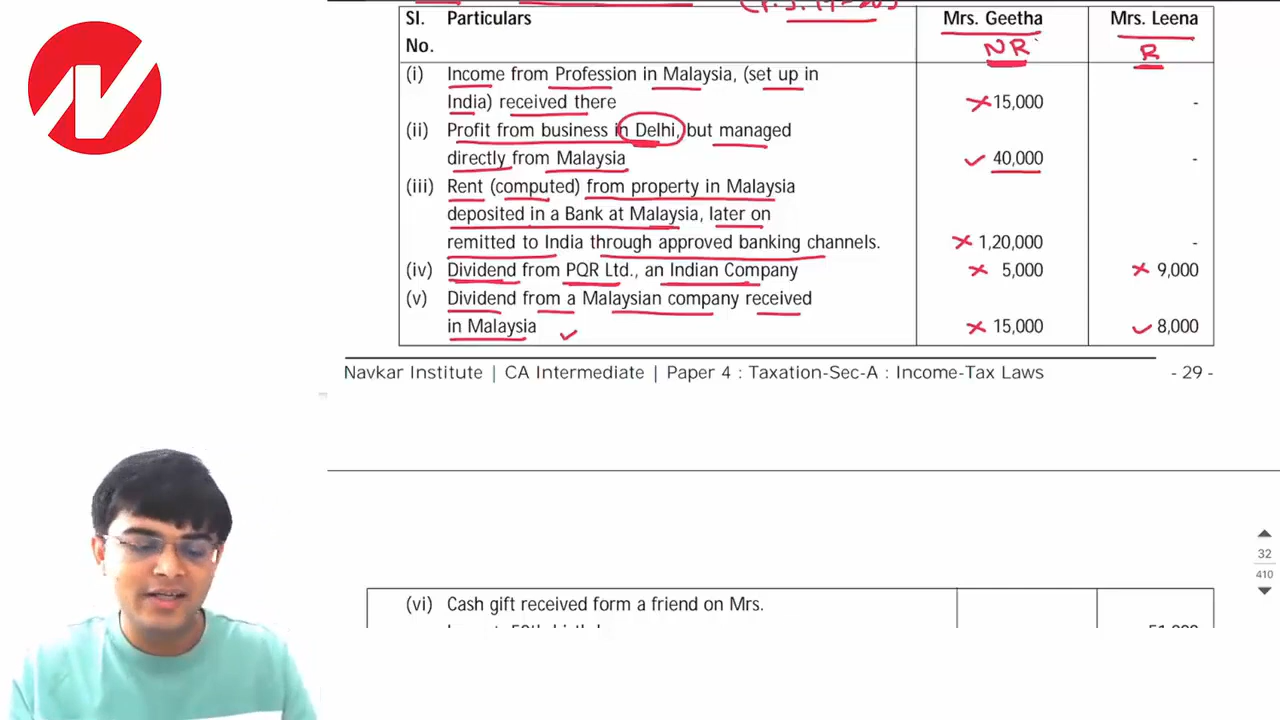 (P.Y. 19-20)
Sl. Particulars Mrs. Geetha Mrs. Leena
No. NR R
(i) Income from Profession in Malaysia, (set up in
India) received there 15,000 -
(ii) Profit from business in Delhi, but managed
directly from Malaysia 40,000 -
(iii) Rent (computed) from property in Malaysia
deposited in a Bank at Malaysia, later on
remitted to India through approved banking channels. 1,20,000 -
(iv) Dividend from PQR Ltd., an Indian Company 5,000 9,000
(v) Dividend from a Malaysian company received
in Malaysia 15,000 8,000
Navkar Institute | CA Intermediate | Paper 4 : Taxation-Sec-A : Income-Tax Laws - 29 -
32
410
(vi) Cash gift received form a friend on Mrs.